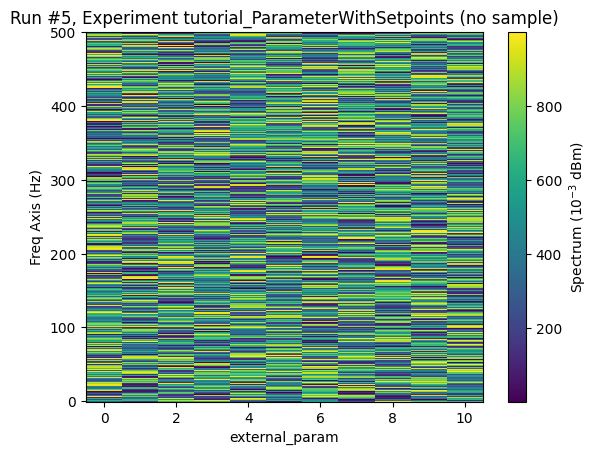 Run #5, Experiment tutorial_ParameterWithSetpoints (no sample)
500
400
300
200
100
0
Freq Axis (Hz)
0 2 4 6 8 10
external_param
800
600
400
200
Spectrum (10⁻³ dBm)